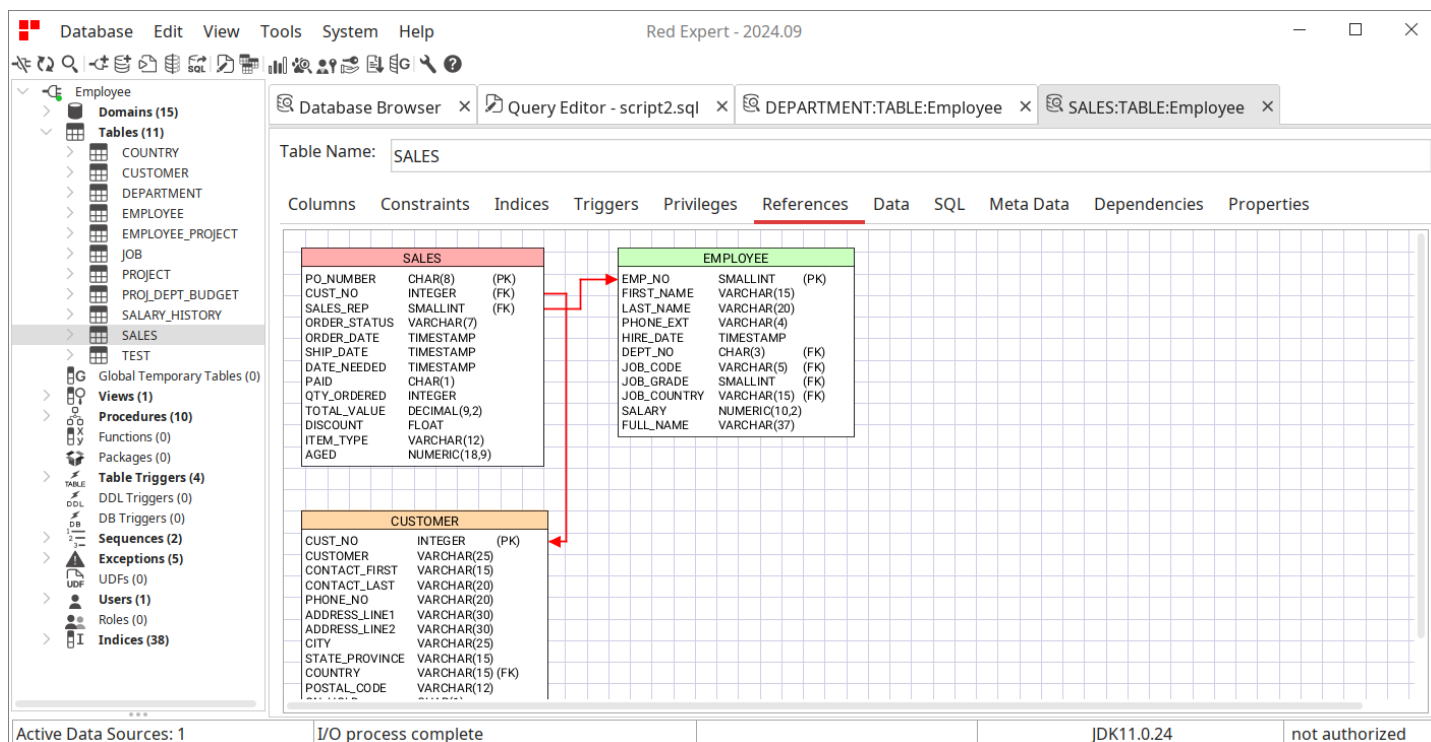 Database Edit View Tools System Help Red Expert - 2024.09
SQL G
Employee
Domains (15)
Tables (11)
COUNTRY
CUSTOMER
DEPARTMENT
EMPLOYEE
EMPLOYEE_PROJECT
JOB
PROJECT
PROJ_DEPT_BUDGET
SALARY_HISTORY
SALES
TEST
G Global Temporary Tables (0)
Views (1)
Procedures (10)
Functions (0)
Packages (0)
TABLE Table Triggers (4)
DDL DDL Triggers (0)
DB DB Triggers (0)
Sequences (2)
Exceptions (5)
UDF UDFs (0)
Users (1)
Roles (0)
Indices (38)
Database Browser Query Editor - script2.sql DEPARTMENT:TABLE:Employee SALES:TABLE:Employee
Table Name: SALES
Columns Constraints Indices Triggers Privileges References Data SQL Meta Data Dependencies Properties
SALES
PO_NUMBER CHAR(8) (PK)
CUST_NO INTEGER (FK)
SALES_REP SMALLINT (FK)
ORDER_STATUS VARCHAR(7)
ORDER_DATE TIMESTAMP
SHIP_DATE TIMESTAMP
DATE_NEEDED TIMESTAMP
PAID CHAR(1)
QTY_ORDERED INTEGER
TOTAL_VALUE DECIMAL(9,2)
DISCOUNT FLOAT
ITEM_TYPE VARCHAR(12)
AGED NUMERIC(18,9)
EMPLOYEE
EMP_NO SMALLINT (PK)
FIRST_NAME VARCHAR(15)
LAST_NAME VARCHAR(20)
PHONE_EXT VARCHAR(4)
HIRE_DATE TIMESTAMP
DEPT_NO CHAR(3) (FK)
JOB_CODE VARCHAR(5) (FK)
JOB_GRADE SMALLINT (FK)
JOB_COUNTRY VARCHAR(15) (FK)
SALARY NUMERIC(10,2)
FULL_NAME VARCHAR(37)
CUSTOMER
CUST_NO INTEGER (PK)
CUSTOMER VARCHAR(25)
CONTACT_FIRST VARCHAR(15)
CONTACT_LAST VARCHAR(20)
PHONE_NO VARCHAR(20)
ADDRESS_LINE1 VARCHAR(30)
ADDRESS_LINE2 VARCHAR(30)
CITY VARCHAR(25)
STATE_PROVINCE VARCHAR(15)
COUNTRY VARCHAR(15) (FK)
POSTAL_CODE VARCHAR(12)
Active Data Sources: 1 I/O process complete JDK11.0.24 not authorized